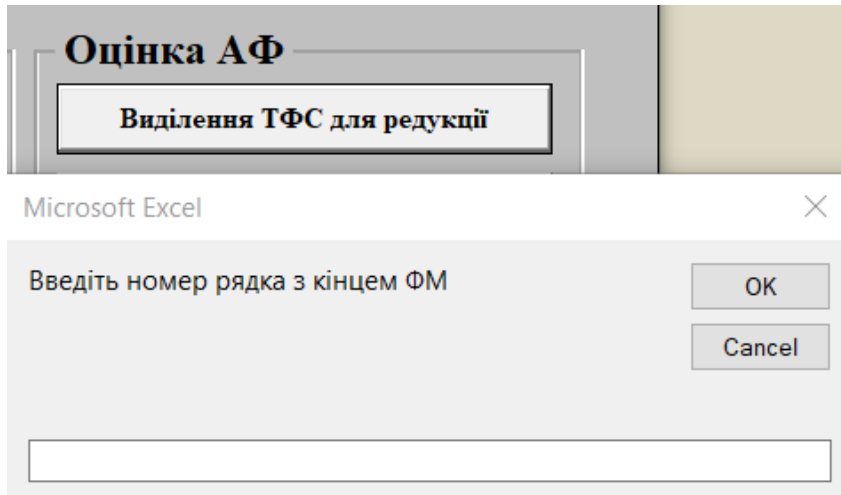 Оцінка АФ
Виділення ТФС для редукції
Microsoft Excel
Введіть номер рядка з кінцем ФМ
OK
Cancel